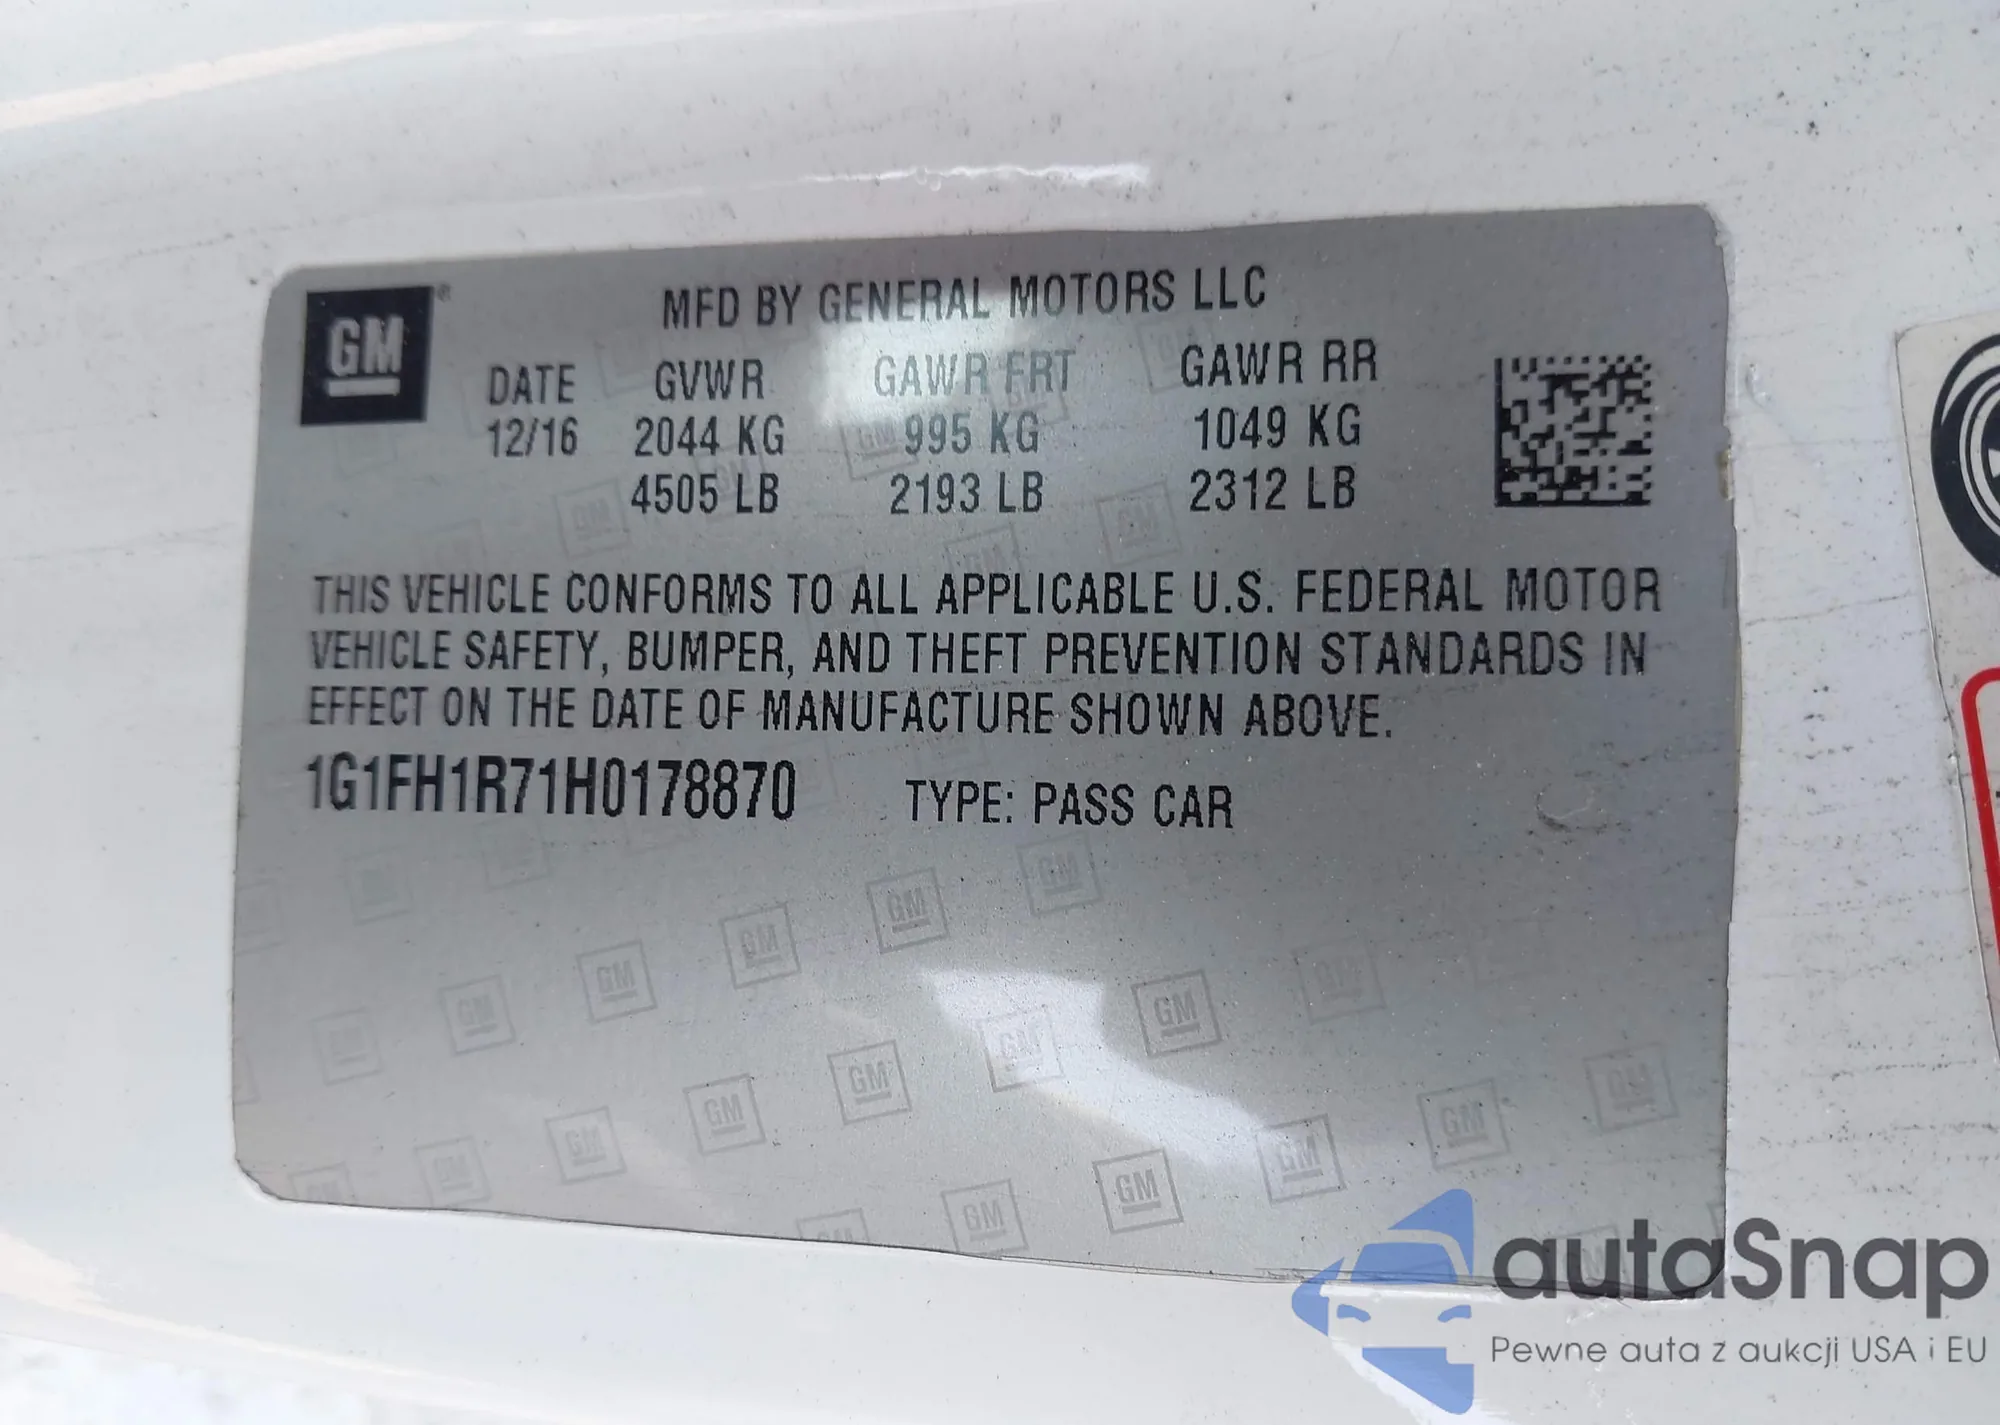 GM
MFD BY GENERAL MOTORS LLC
DATE GVWR GAWR FRT GAWR RR
12/16 2044 KG 995 KG 1049 KG
4505 LB 2193 LB 2312 LB
THIS VEHICLE CONFORMS TO ALL APPLICABLE U.S. FEDERAL MOTOR
VEHICLE SAFETY, BUMPER, AND THEFT PREVENTION STANDARDS IN
EFFECT ON THE DATE OF MANUFACTURE SHOWN ABOVE.
1G1FH1R71H0178870 TYPE: PASS CAR
autaSnap
Pewne auta z aukcji USA i EU